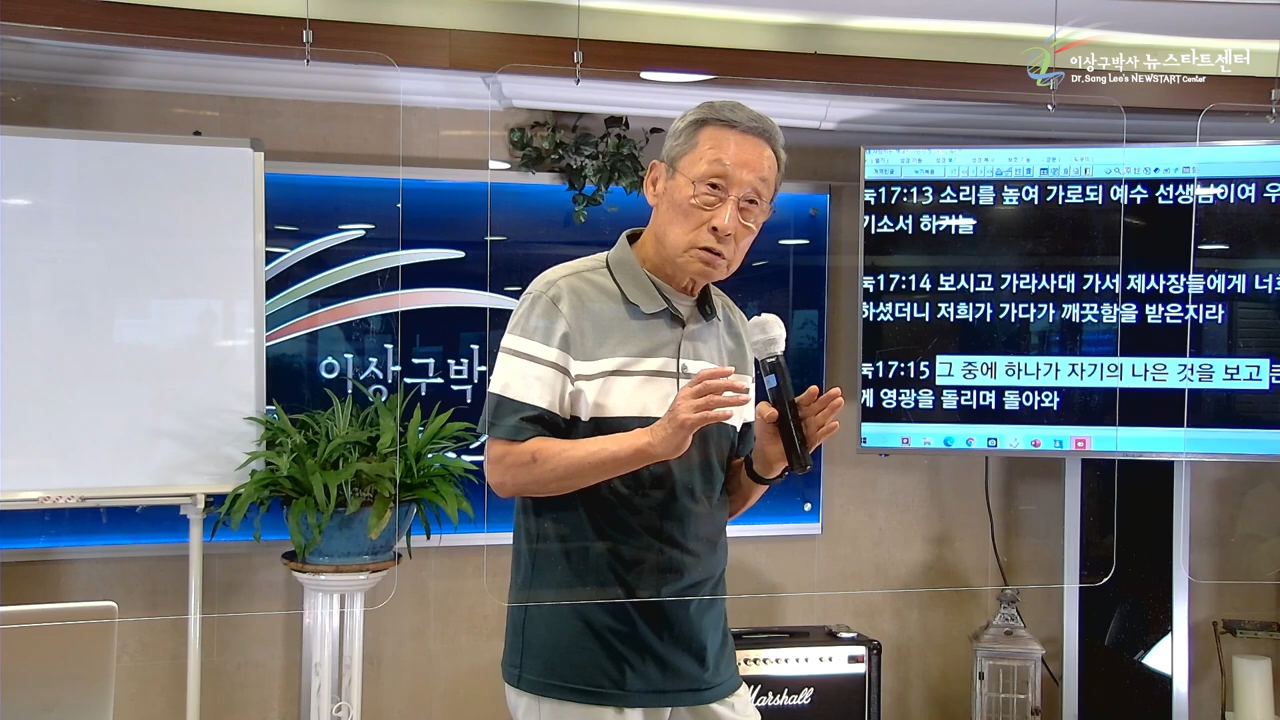 이상구박사 뉴스타트센터
Dr. Sang Lee's NEWSTART Center
이상구박
눅17:13 소리를 높여 가로되 예수 선생님이여 우
기소서 하거늘
눅17:14 보시고 가라사대 가서 제사장들에게 너희
하셨더니 저희가 가다가 깨끗함을 받은지라
눅17:15 그 중에 하나가 자기의 나은 것을 보고 큰
께 영광을 돌리며 돌아와
Marshall